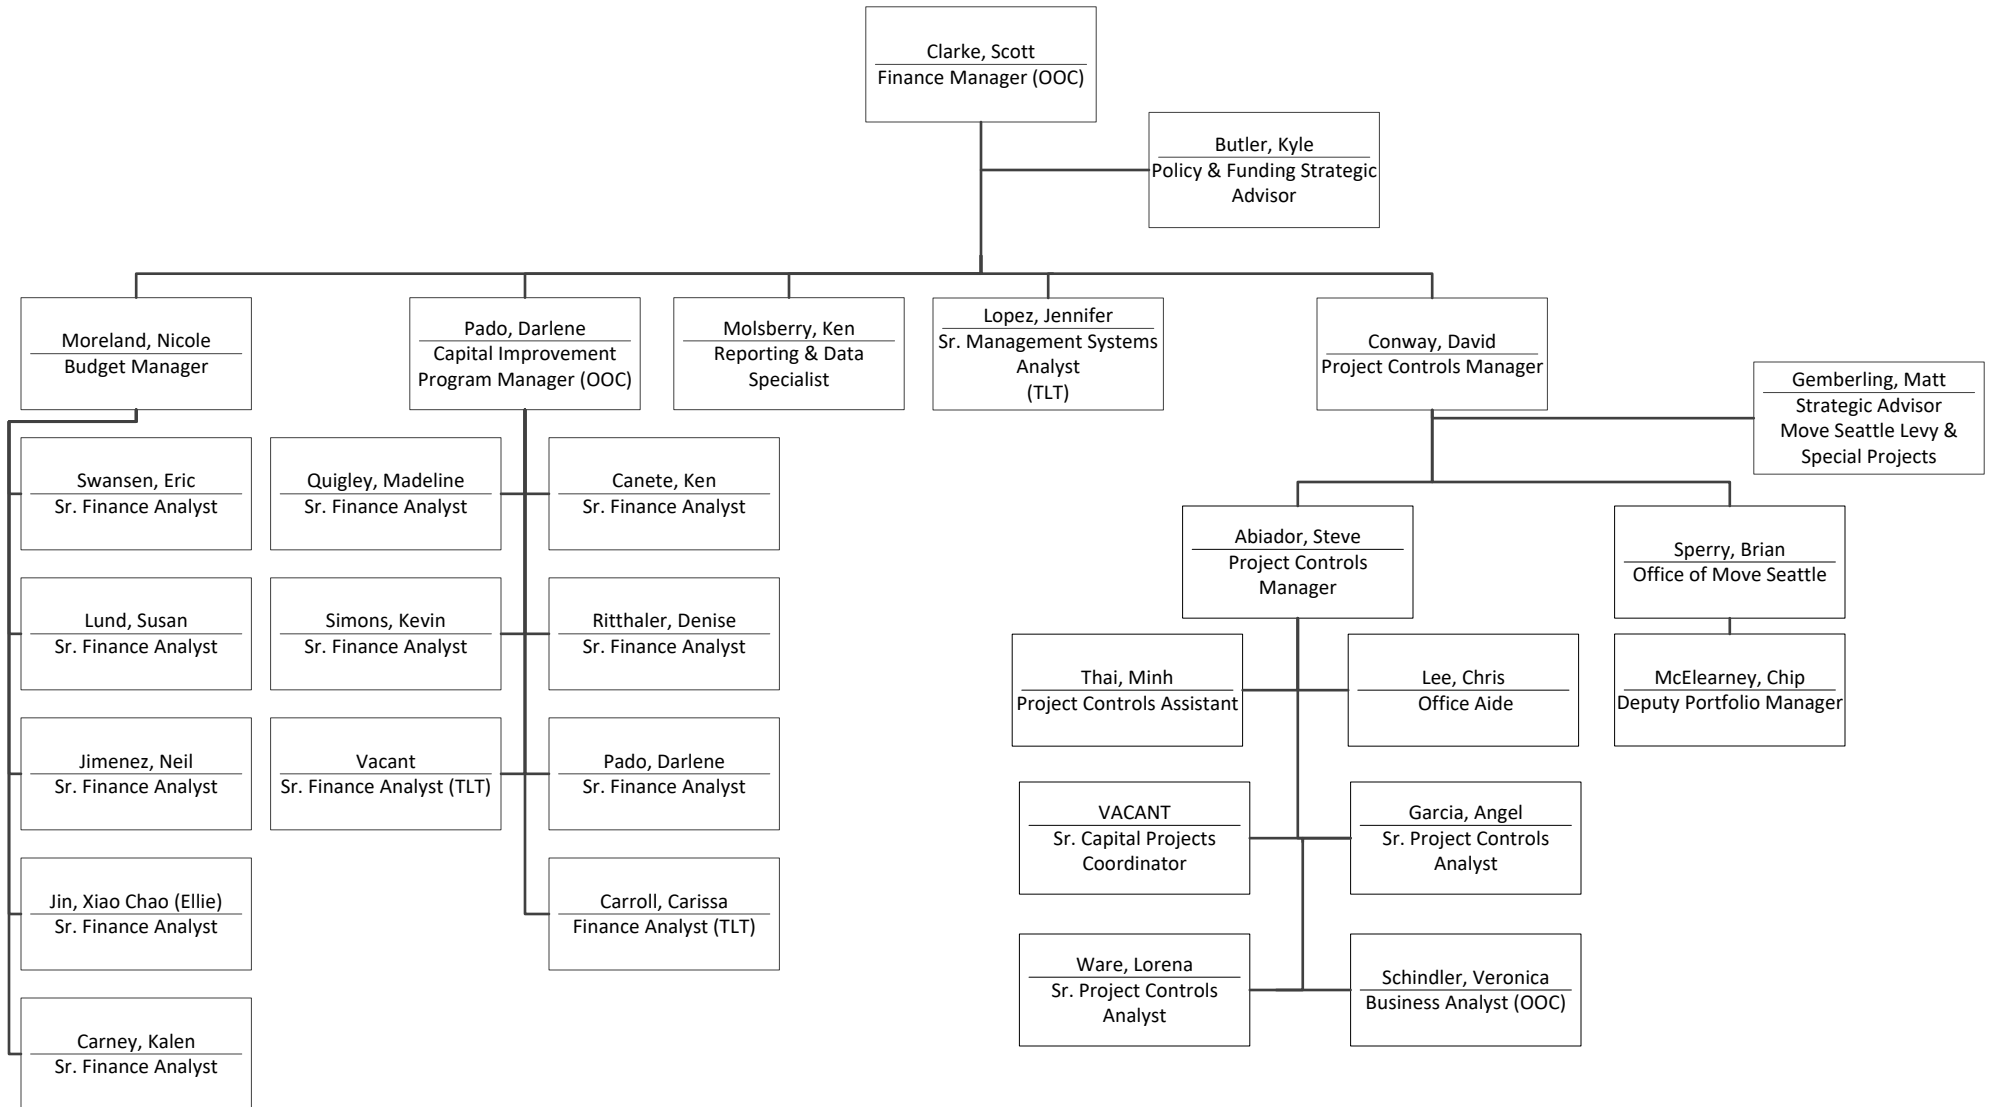 Clarke, Scott
Finance Manager (OOC)
Butler, Kyle
Policy & Funding Strategic
Advisor
Moreland, Nicole
Budget Manager
Pado, Darlene
Capital Improvement
Program Manager (OOC)
Molsberry, Ken
Reporting & Data
Specialist
Lopez, Jennifer
Sr. Management Systems
Analyst
(TLT)
Conway, David
Project Controls Manager
Gemberling, Matt
Strategic Advisor
Move Seattle Levy &
Special Projects
Swansen, Eric
Sr. Finance Analyst
Quigley, Madeline
Sr. Finance Analyst
Canete, Ken
Sr. Finance Analyst
Abiador, Steve
Project Controls
Manager
Sperry, Brian
Office of Move Seattle
Lund, Susan
Sr. Finance Analyst
Simons, Kevin
Sr. Finance Analyst
Ritthaler, Denise
Sr. Finance Analyst
Thai, Minh
Project Controls Assistant
Lee, Chris
Office Aide
McElearney, Chip
Deputy Portfolio Manager
Jimenez, Neil
Sr. Finance Analyst
Vacant
Sr. Finance Analyst (TLT)
Pado, Darlene
Sr. Finance Analyst
VACANT
Sr. Capital Projects
Coordinator
Garcia, Angel
Sr. Project Controls
Analyst
Jin, Xiao Chao (Ellie)
Sr. Finance Analyst
Carroll, Carissa
Finance Analyst (TLT)
Ware, Lorena
Sr. Project Controls
Analyst
Schindler, Veronica
Business Analyst (OOC)
Carney, Kalen
Sr. Finance Analyst